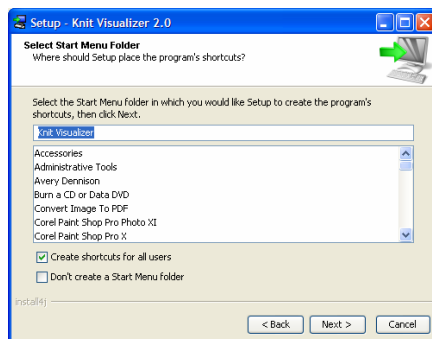 Setup - Knit Visualizer 2.0
Select Start Menu Folder
Where should Setup place the program's shortcuts?
Select the Start Menu folder in which you would like Setup to create the program's
shortcuts, then click Next.
Knit Visualizer
Accessories
Administrative Tools
Avery Dennison
Burn a CD or Data DVD
Convert Image To PDF
Corel Paint Shop Pro Photo XI
Corel Paint Shop Pro X
Create shortcuts for all users
Don't create a Start Menu folder
install4j
< Back Next > Cancel